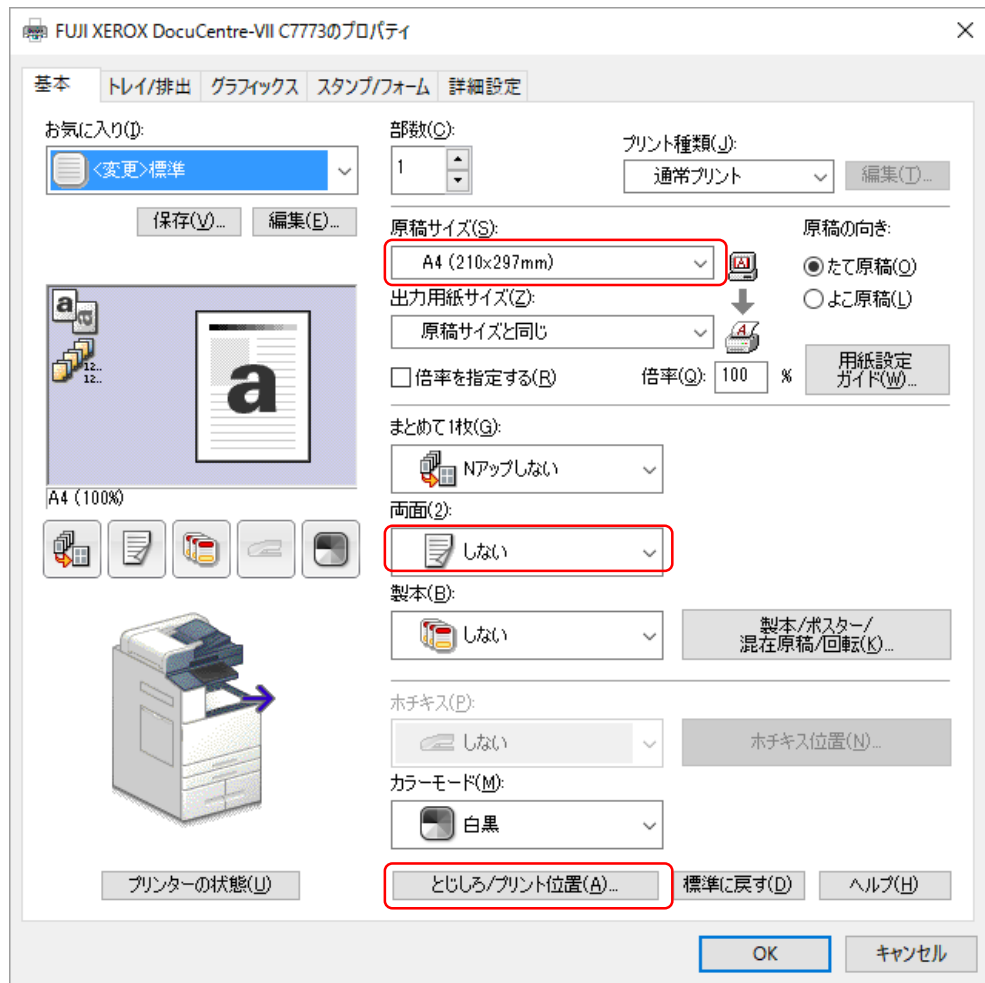 FUJI XEROX DocuCentre-VII C7773のプロパティ
基本 トレイ/排出 グラフィックス スタンプ/フォーム 詳細設定
お気に入り(I):
<変更>標準
保存(V)... 編集(E)...
a
a
12..
12..
a
A4 (100%)
プリンターの状態(U)
部数(C):
1
プリント種類(J):
通常プリント
編集(T)...
原稿サイズ(S):
A4 (210x297mm)
出力用紙サイズ(Z):
原稿サイズと同じ
A
A
原稿の向き:
たて原稿(O)
よこ原稿(L)
倍率を指定する(R) 倍率(Q): 100 %
用紙設定
ガイド(W)...
まとめて1枚(G):
Nアップしない
両面(2):
しない
製本(B):
しない
製本/ポスター/
混在原稿/回転(K)...
ホチキス(P):
しない
ホチキス位置(N)...
カラーモード(M):
白黒
とじしろ/プリント位置(A)... 標準に戻す(D) ヘルプ(H)
OK キャンセル